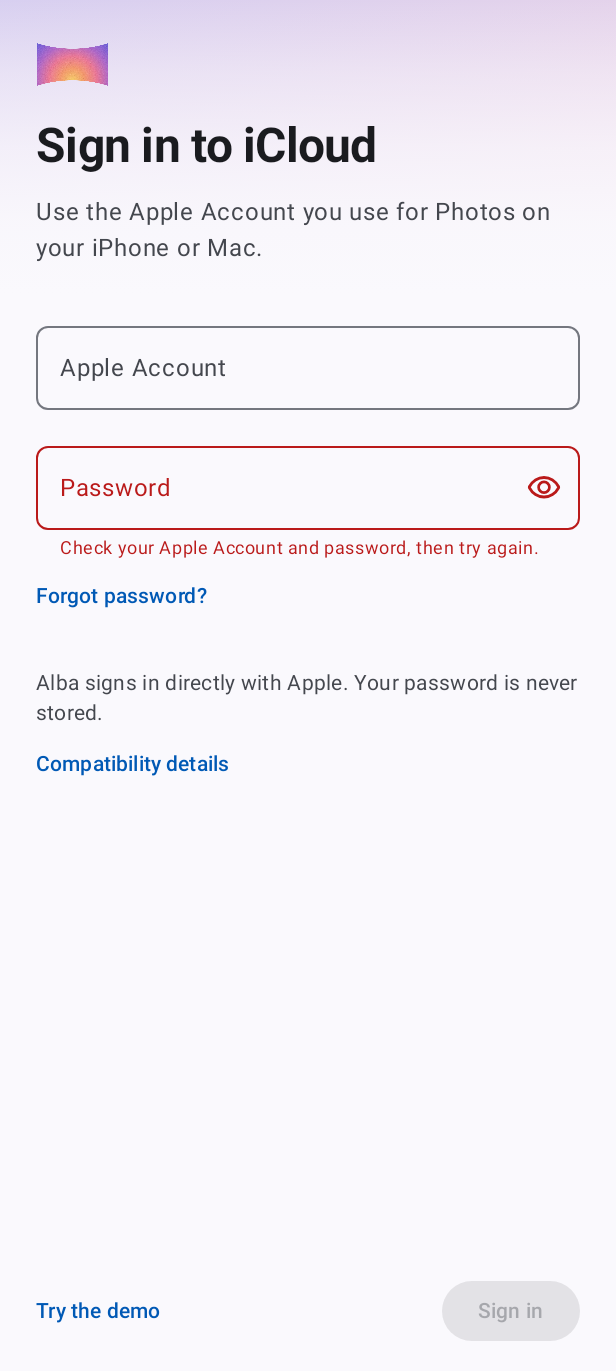 Sign in to iCloud
Use the Apple Account you use for Photos on
your iPhone or Mac.
Apple Account
Password
Check your Apple Account and password, then try again.
Forgot password?
Alba signs in directly with Apple. Your password is never
stored.
Compatibility details
Try the demo
Sign in